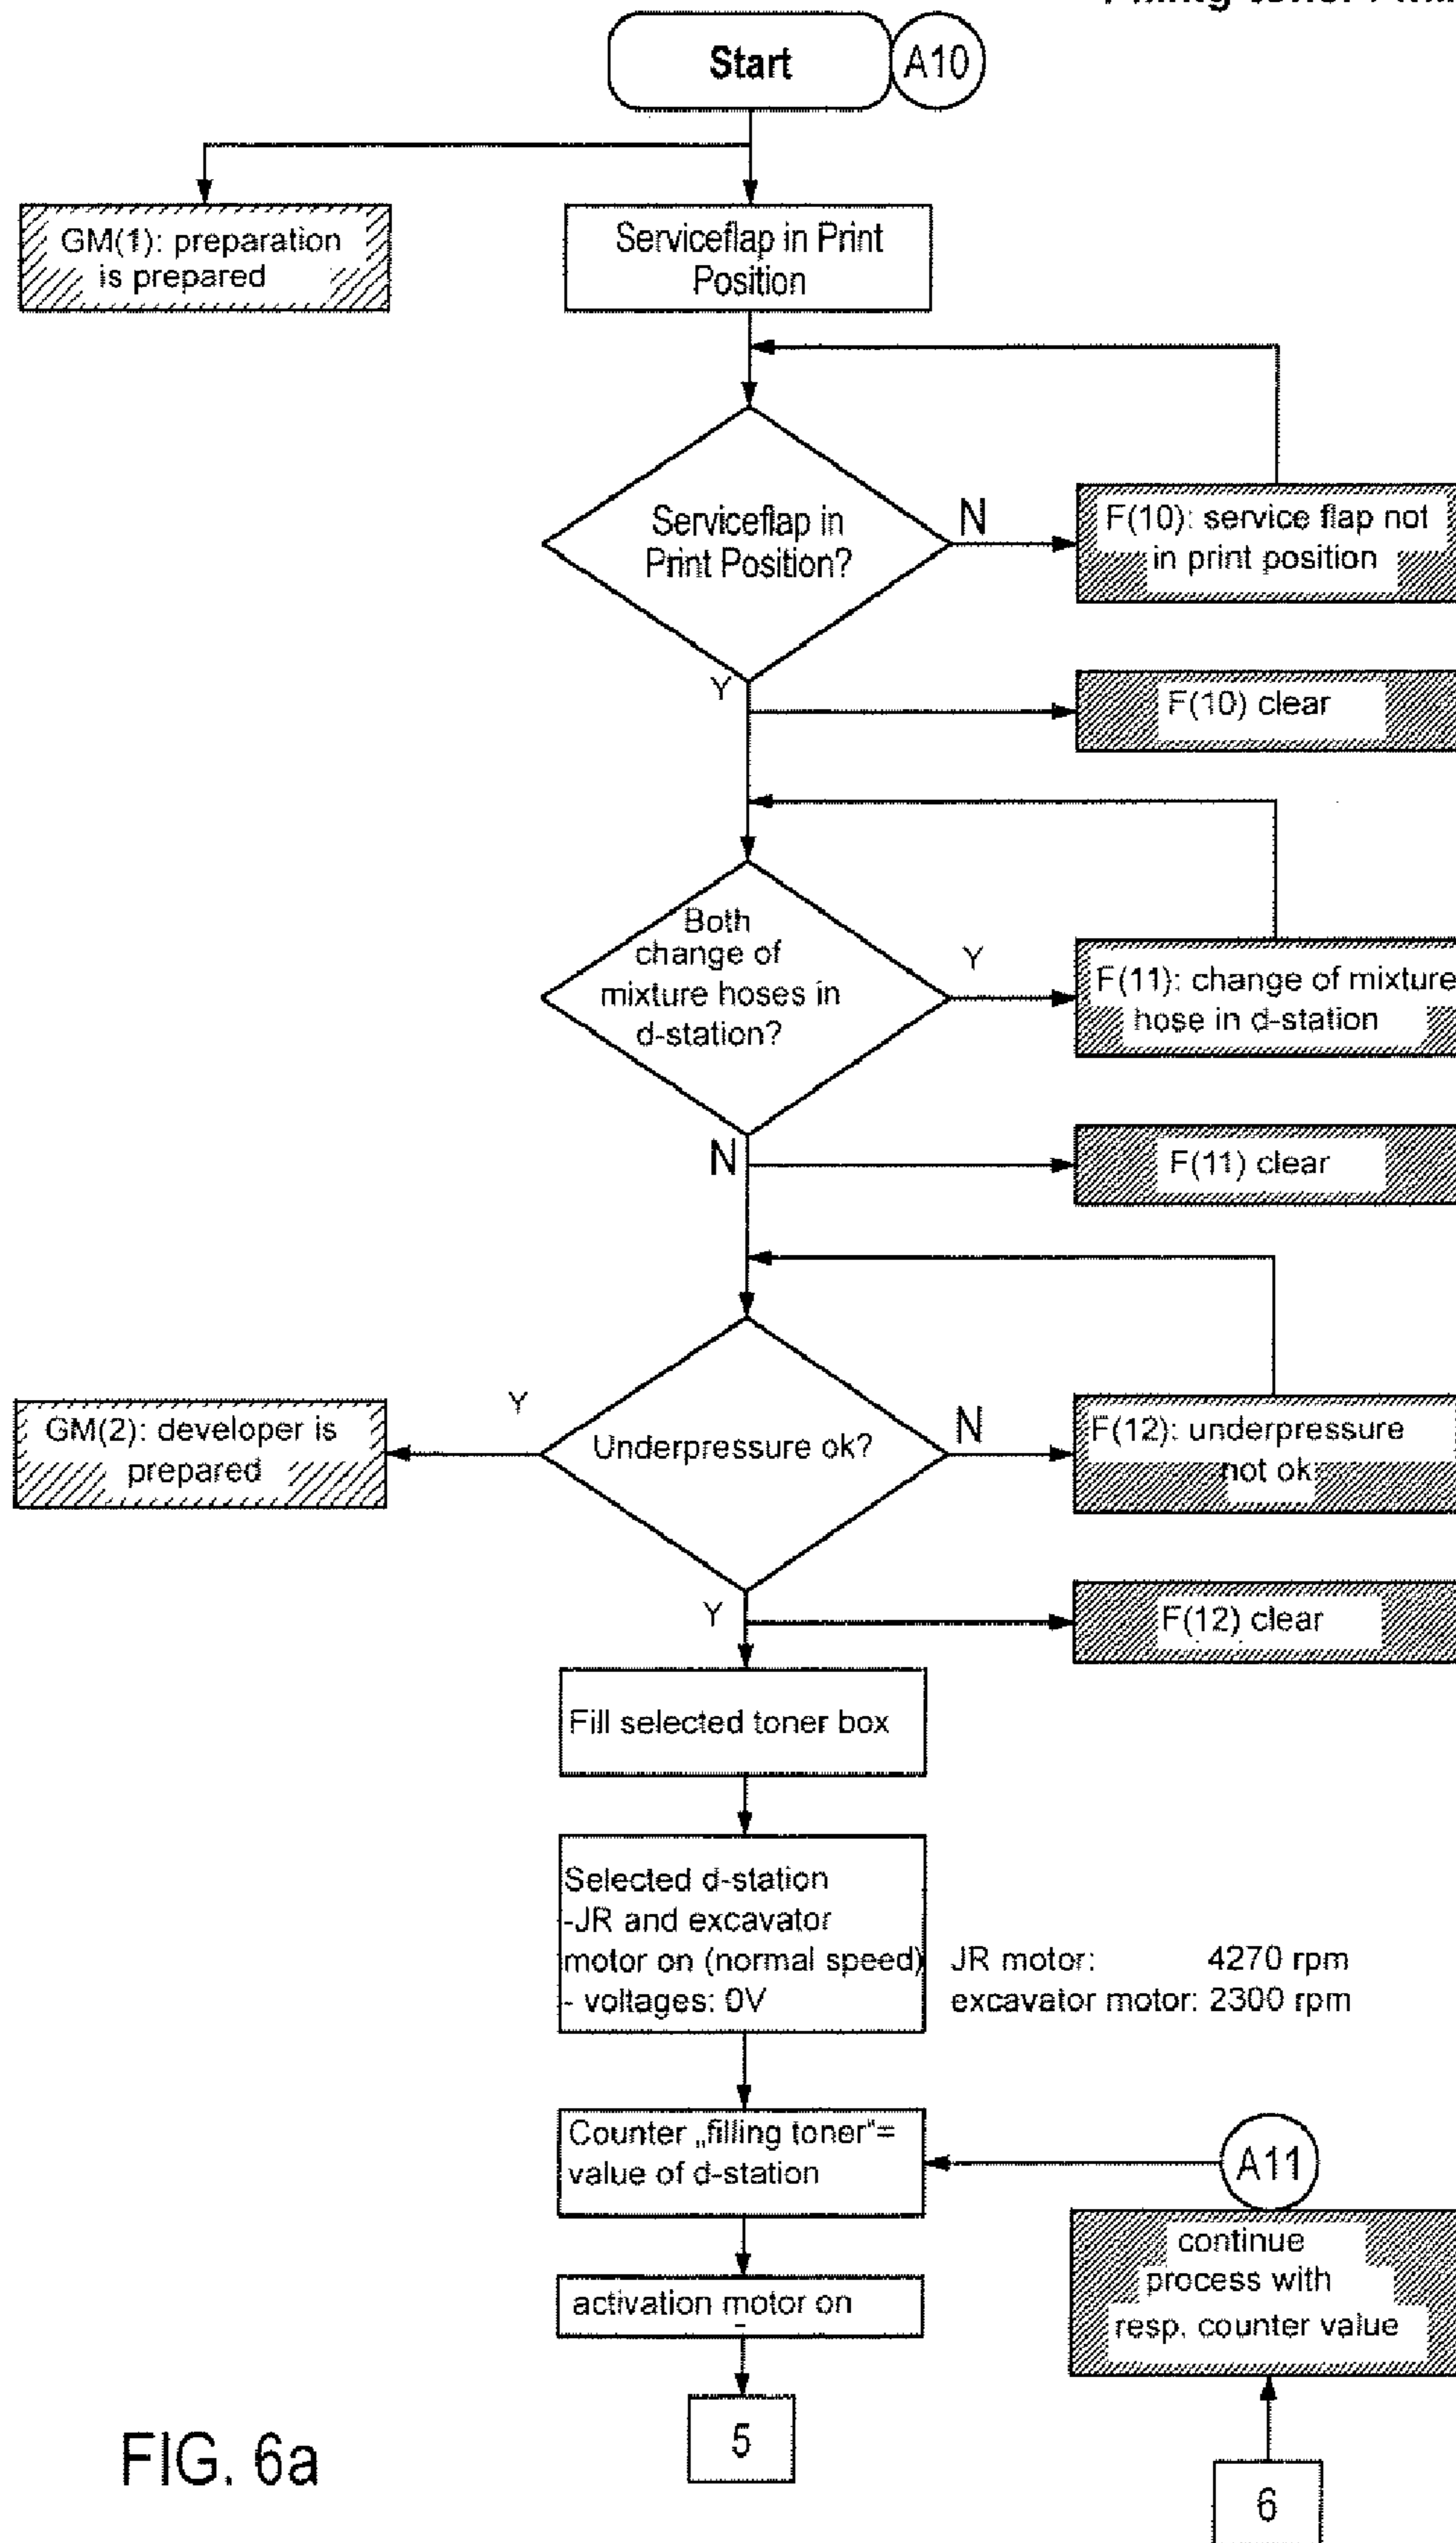 Start
A10
GM(1): preparation
is prepared
Serviceflap in Print
Position
Serviceflap in
Print Position?
N
F(10): service flap not
in print position
Y
F(10) clear
Both
change of
mixture hoses in
d-station?
Y
F(11): change of mixture
hose in d-station
N
F(11) clear
Y
GM(2): developer is
prepared
Underpressure ok?
N
F(12): underpressure
not ok
Y
F(12) clear
Fill selected toner box
Selected d-station
-JR and excavator
motor on (normal speed)
- voltages: 0V
JR motor: 4270 rpm
excavator motor: 2300 rpm
Counter „filling toner"=
value of d-station
A11
continue
process with
resp. counter value
activation motor on
5
6
FIG. 6a